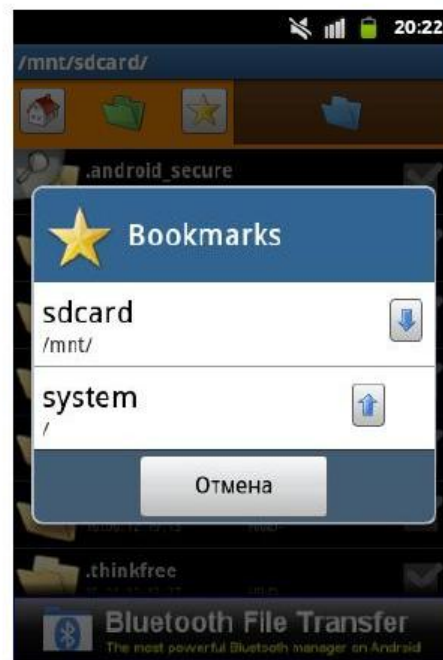 20:22
/mnt/sdcard/
.android_secure
Bookmarks
sdcard
/mnt/
system
/
Отмена
.thinkfree
Bluetooth File Transfer
The most powerful Bluetooth manager on Android